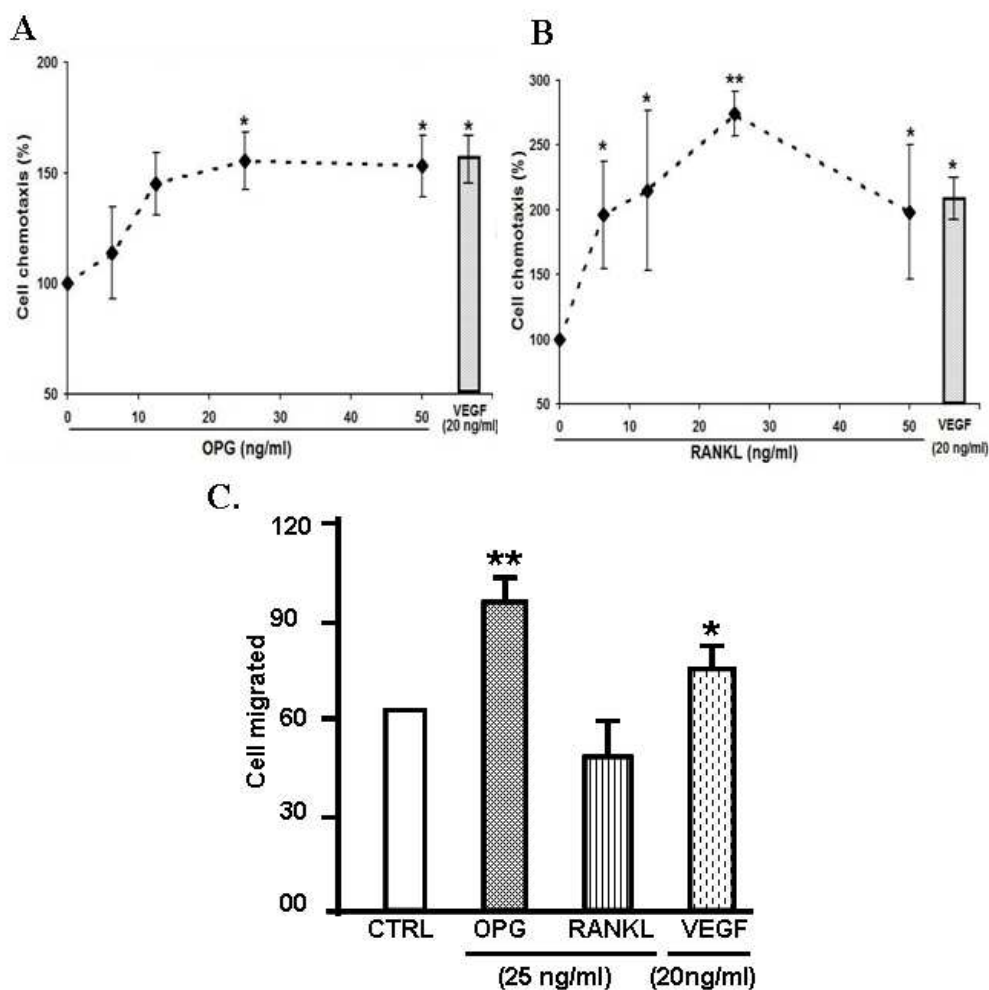 A
Cell chemotaxis (%)
200
*
*
*
150
100
50
0
10
20
30
40
50
VEGF
(20 ng/ml)
OPG (ng/ml)
B
Cell chemotaxis (%)
300
**
*
*
*
*
250
200
150
100
50
0
10
20
30
40
50
VEGF
(20 ng/ml)
RANKL (ng/ml)
C.
Cell migrated
120
**
90
*
60
30
00
CTRL
OPG
RANKL
VEGF
(25 ng/ml)
(20ng/ml)